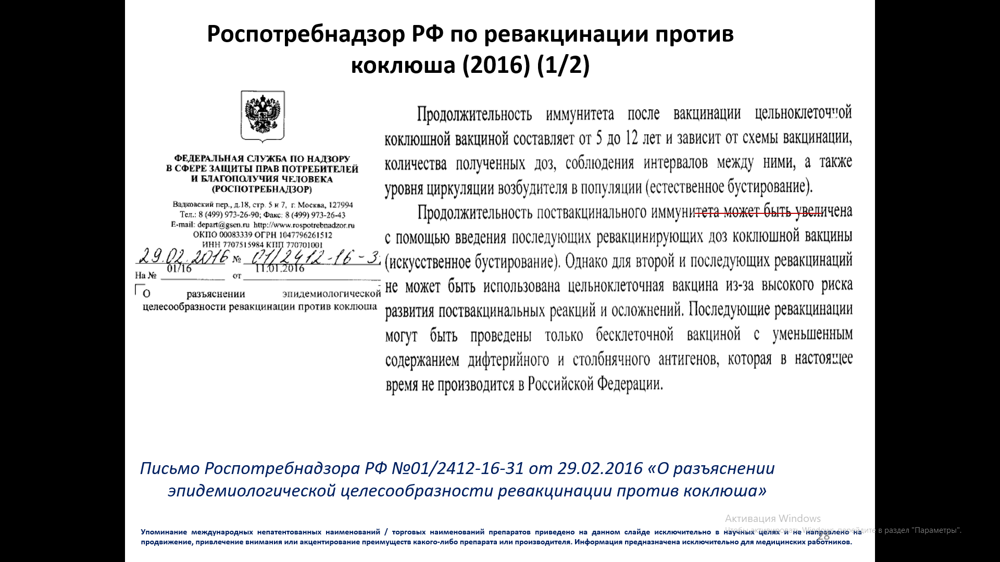 Роспотребнадзор РФ по ревакцинации против
коклюша (2016) (1/2)
ФЕДЕРАЛЬНАЯ СЛУЖБА ПО НАДЗОРУ
В СФЕРЕ ЗАЩИТЫ ПРАВ ПОТРЕБИТЕЛЕЙ
И БЛАГОПОЛУЧИЯ ЧЕЛОВЕКА
(РОСПОТРЕБНАДЗОР)
Вадковский пер., д.18, стр. 5 и 7, г. Москва, 127994
Тел.: 8 (499) 973-26-90; Факс: 8 (499) 973-26-43
E-mail: depart@gsen.ru http://www.rospotrebnadzor.ru
ОКПО 00083339 ОГРН 1047796261512
ИНН 7707515984 КПП 770701001
29.02.2016 № 01/2412-16-3
01/16 11.01.2016
На № от
О разъяснении эпидемиологической
целесообразности ревакцинации против коклюша
Продолжительность иммунитета после вакцинации цельноклеточной
коклюшной вакциной составляет от 5 до 12 лет и зависит от схемы вакцинации,
количества полученных доз, соблюдения интервалов между ними, а также
уровня циркуляции возбудителя в популяции (естественное бустирование).
Продолжительность поствакцинального иммунитета может быть увеличена
с помощью введения последующих ревакцинирующих доз коклюшной вакцины
(искусственное бустирование). Однако для второй и последующих ревакцинаций
не может быть использована цельноклеточная вакцина из-за высокого риска
развития поствакцинальных реакций и осложнений. Последующие ревакцинации
могут быть проведены только бесклеточной вакциной с уменьшенным
содержанием дифтерийного и столбнячного антигенов, которая в настоящее
время не производится в Российской Федерации.
Письмо Роспотребнадзора РФ №01/2412-16-31 от 29.02.2016 «О разъяснении
эпидемиологической целесообразности ревакцинации против коклюша»
Активация Windows
Чтобы активировать Windows, перейдите в раздел "Параметры".
Упоминание международных непатентованных наименований / торговых наименований препаратов приведено на данном слайде исключительно в научных целях и не направлено на
продвижение, привлечение внимания или акцентирование преимуществ какого-либо препарата или производителя. Информация предназначена исключительно для медицинских работников.
28